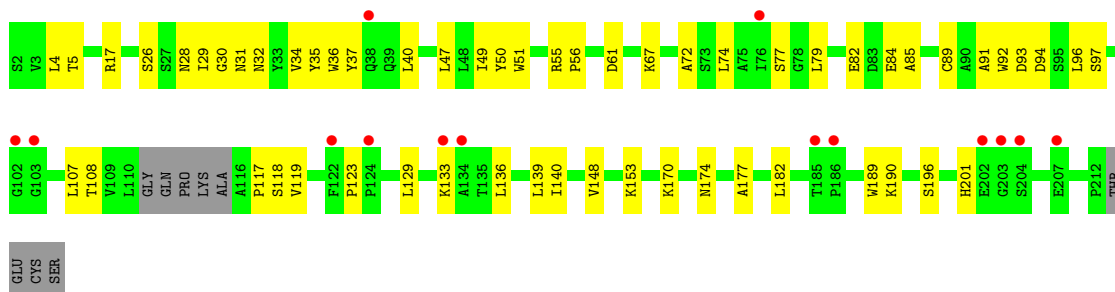 S2 V3 L4 T5 R17 S26 S27 N28 I29 G30 N31 N32 Y33 V34 Y35 W36 Y37 Q38 Q39 L40 L47 L48 I49 Y50 W51 R55 P56 D61 K67 A72 S73 L74 A75 I76 S77 G78 L79 E82 D83 E84 A85 C89 A90 A91 W92 D93 D94 S95 L96 S97
G102 G103 L107 T108 V109 L110 GLY GLN PRO LYS ALA A116 P117 S118 V119 F122 P123 P124 L129 K133 A134 T135 L136 L139 I140 V148 K153 K170 N174 A177 L182 T185 P186 W189 K190 S196 H201 E202 G203 S204 E207 P212 THR
GLU CYS SER